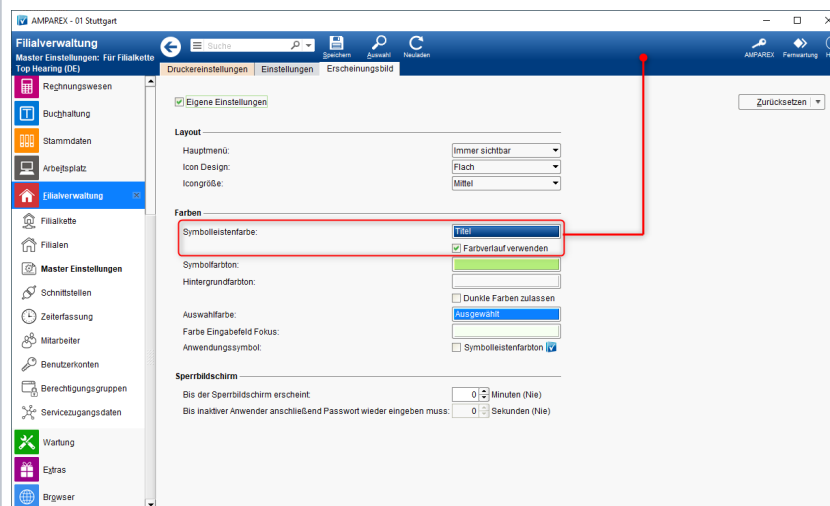 AMPAREX - 01 Stuttgart
Filialverwaltung
Master Einstellungen: Für Filialkette
Top Hearing (DE)
Suche
Speichern
Auswahl
Neuladen
AMPAREX
Fernwartung
Druckereinstellungen
Einstellungen
Erscheinungsbild
Rechnungswesen
Buchhaltung
Stammdaten
Arbeitsplatz
Filialverwaltung
Filialkette
Filialen
Master Einstellungen
Schnittstellen
Zeiterfassung
Mitarbeiter
Benutzerkonten
Berechtigungsgruppen
Servicezugangsdaten
Wartung
Extras
Browser
Eigene Einstellungen
Zurücksetzen
Layout
Hauptmenü: Immer sichtbar
Icon Design: Flach
Icongröße: Mittel
Farben
Symbolleistenfarbe: Titel
Farbverlauf verwenden
Symbolfarbton:
Hintergrundfarbton:
Dunkle Farben zulassen
Auswahlfarbe: Ausgewählt
Farbe Eingabefeld Fokus:
Anwendungssymbol: Symbolleistenfarbton
Sperrbildschirm
Bis der Sperrbildschirm erscheint: 0 Minuten (Nie)
Bis inaktiver Anwender anschließend Passwort wieder eingeben muss: 0 Sekunden (Nie)